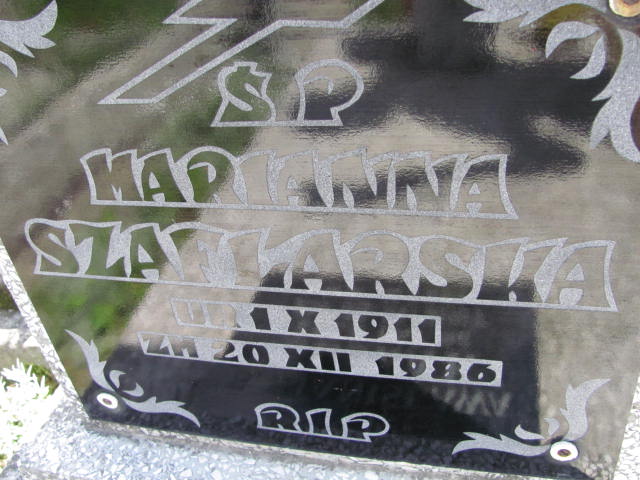 ŚP
MARIANNA
SZAFLARSKA
UR 1 X 1911
ZM 20 XII 1986
RIP